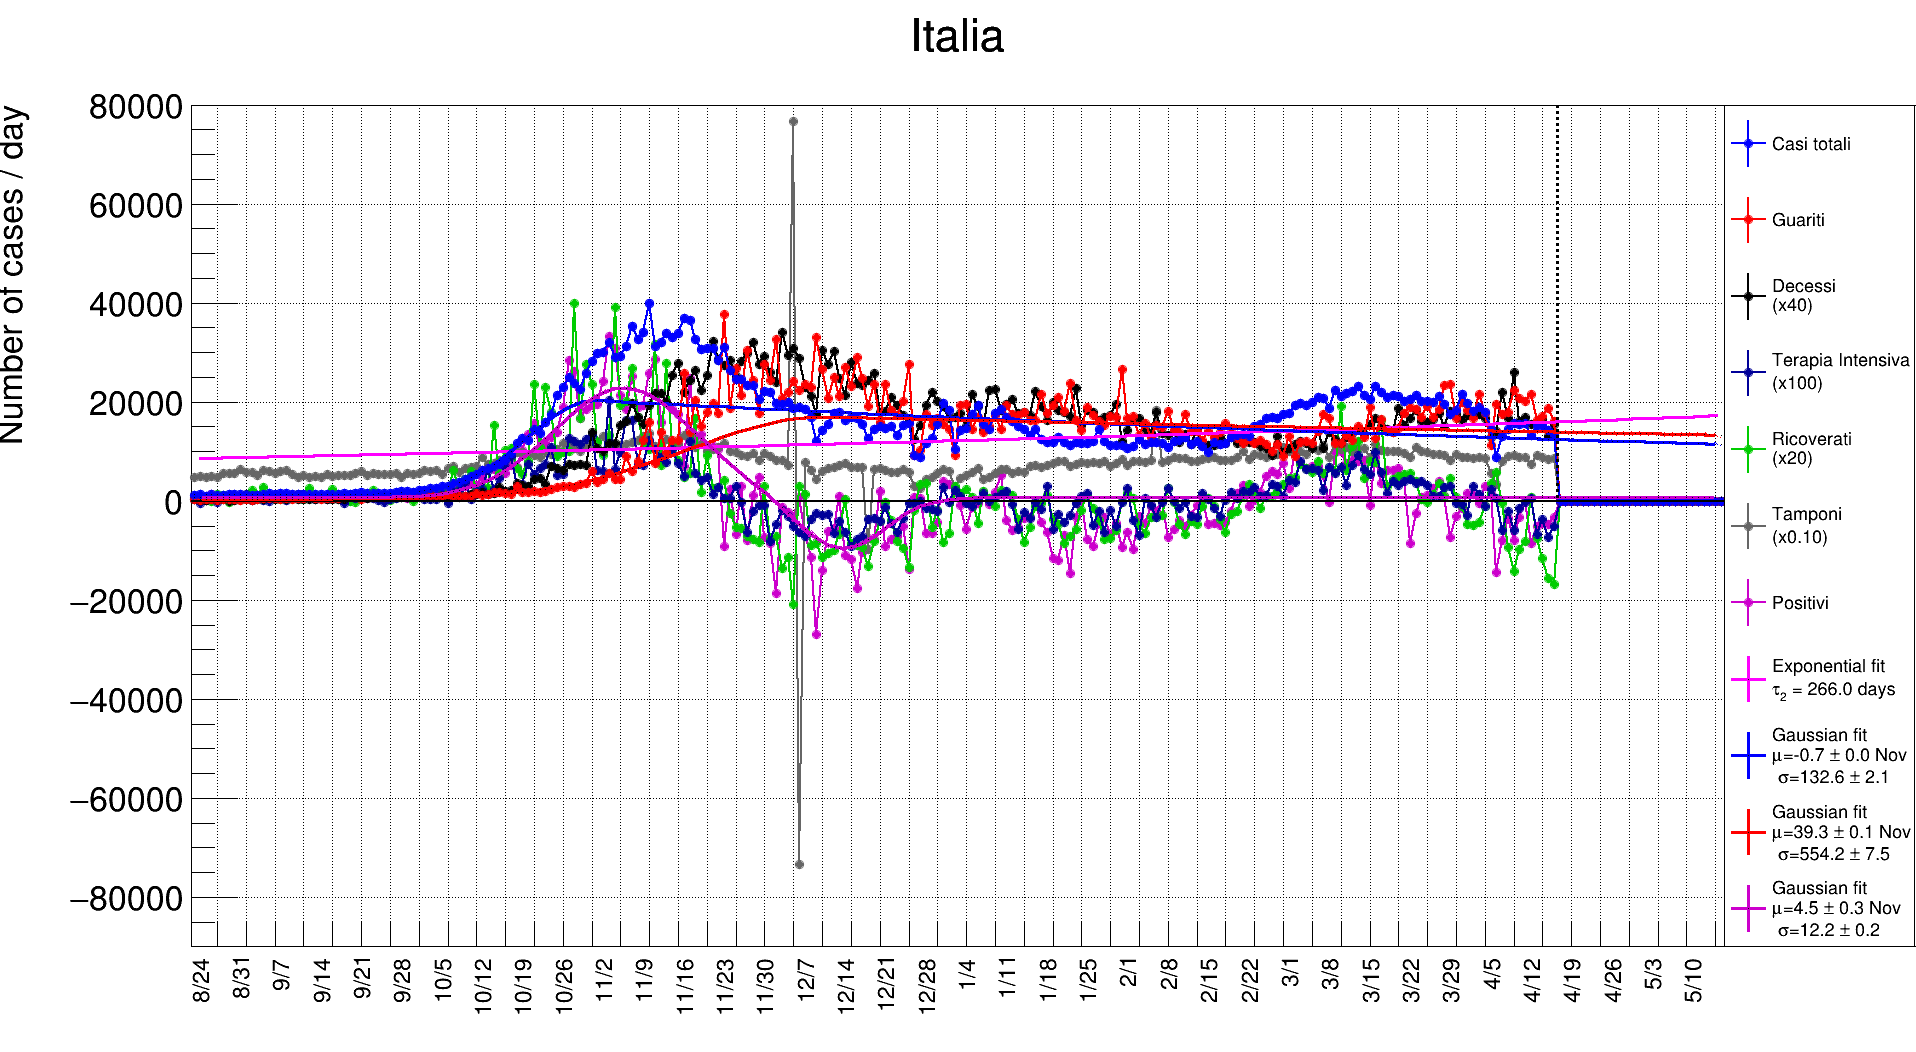 Italia
Number of cases / day
80000
60000
40000
20000
0
−20000
−40000
−60000
−80000
8/24
8/31
9/7
9/14
9/21
9/28
10/5
10/12
10/19
10/26
11/2
11/9
11/16
11/23
11/30
12/7
12/14
12/21
12/28
1/4
1/11
1/18
1/25
2/1
2/8
2/15
2/22
3/1
3/8
3/15
3/22
3/29
4/5
4/12
4/19
4/26
5/3
5/10
Casi totali
Guariti
Decessi
(x40)
Terapia Intensiva
(x100)
Ricoverati
(x20)
Tamponi
(x0.10)
Positivi
Exponential fit
τ₂ = 266.0 days
Gaussian fit
μ=-0.7 ± 0.0 Nov
σ=132.6 ± 2.1
Gaussian fit
μ=39.3 ± 0.1 Nov
σ=554.2 ± 7.5
Gaussian fit
μ=4.5 ± 0.3 Nov
σ=12.2 ± 0.2